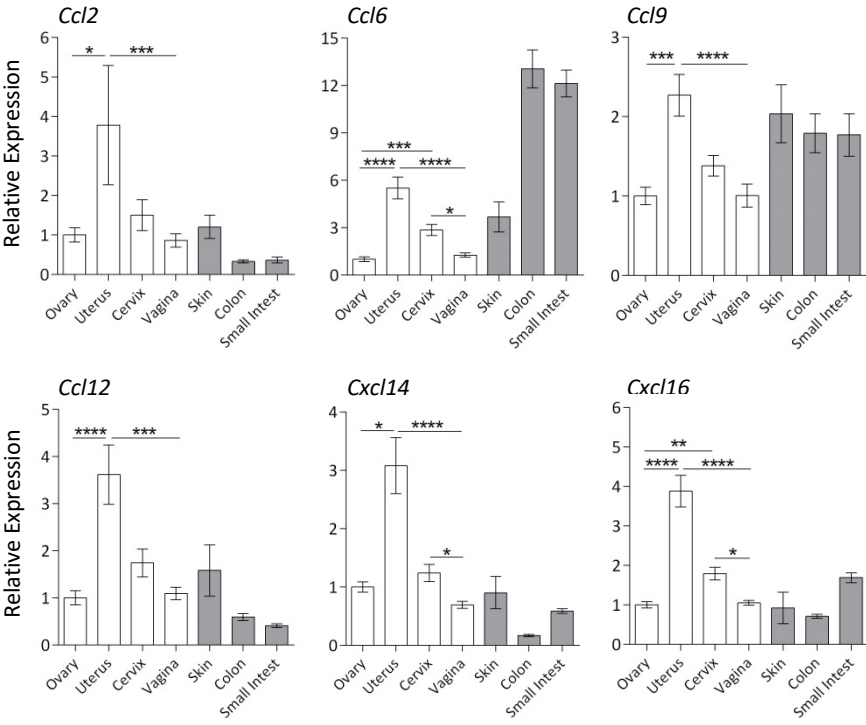 Ccl2
Ccl6
Ccl9
Relative Expression
6
5
4
3
2
1
0
* ***
Ovary
Uterus
Cervix
Vagina
Skin
Colon
Small Intest
15
12
9
6
3
0
***
**** ****
*
Ovary
Uterus
Cervix
Vagina
Skin
Colon
Small Intest
3
2
1
0
*** ****
Ovary
Uterus
Cervix
Vagina
Skin
Colon
Small Intest
Ccl12
Cxcl14
Cxcl16
Relative Expression
5
4
3
2
1
0
**** ***
Ovary
Uterus
Cervix
Vagina
Skin
Colon
Small Intest
4
3
2
1
0
* ****
*
Ovary
Uterus
Cervix
Vagina
Skin
Colon
Small Intest
6
5
4
3
2
1
0
**
**** ****
*
Ovary
Uterus
Cervix
Vagina
Skin
Colon
Small Intest